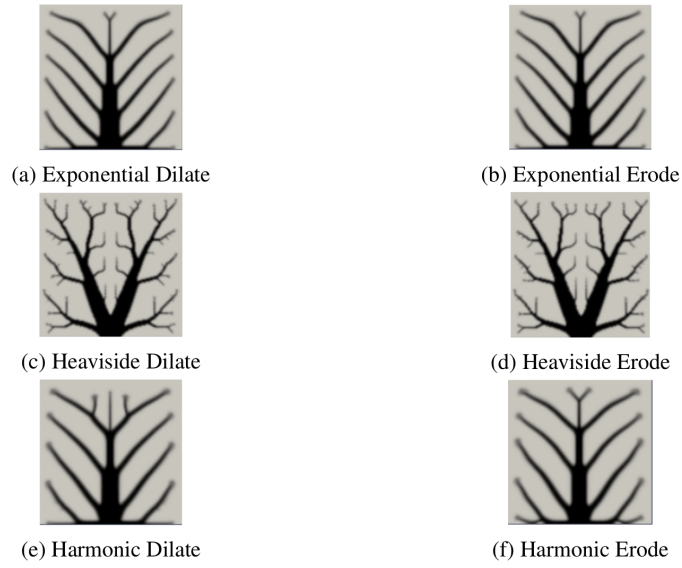 (a) Exponential Dilate
(b) Exponential Erode
(c) Heaviside Dilate
(d) Heaviside Erode
(e) Harmonic Dilate
(f) Harmonic Erode